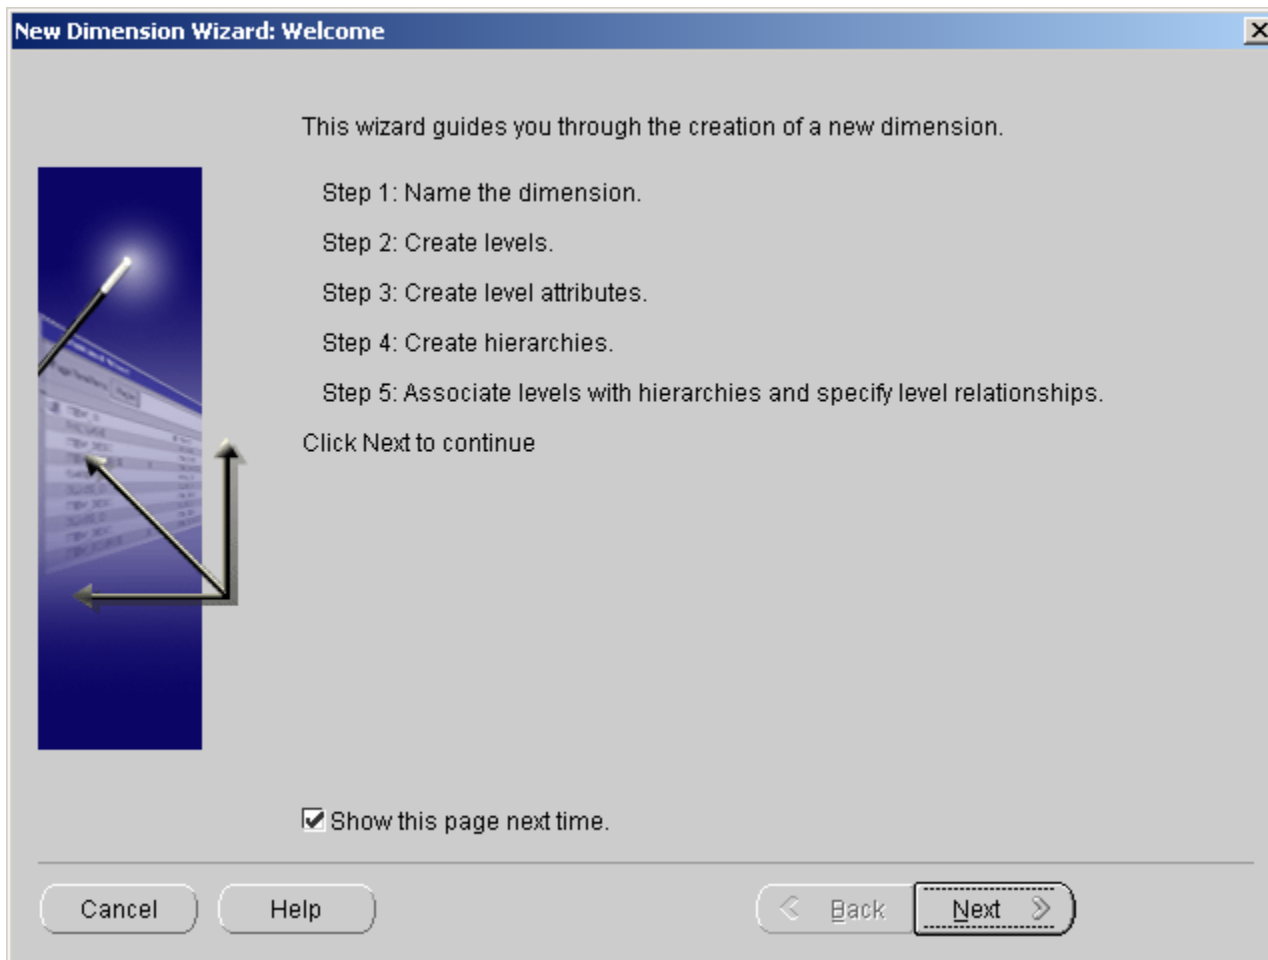 New Dimension Wizard: Welcome
This wizard guides you through the creation of a new dimension.
Step 1: Name the dimension.
Step 2: Create levels.
Step 3: Create level attributes.
Step 4: Create hierarchies.
Step 5: Associate levels with hierarchies and specify level relationships.
Click Next to continue
Show this page next time.
Cancel
Help
Back
Next